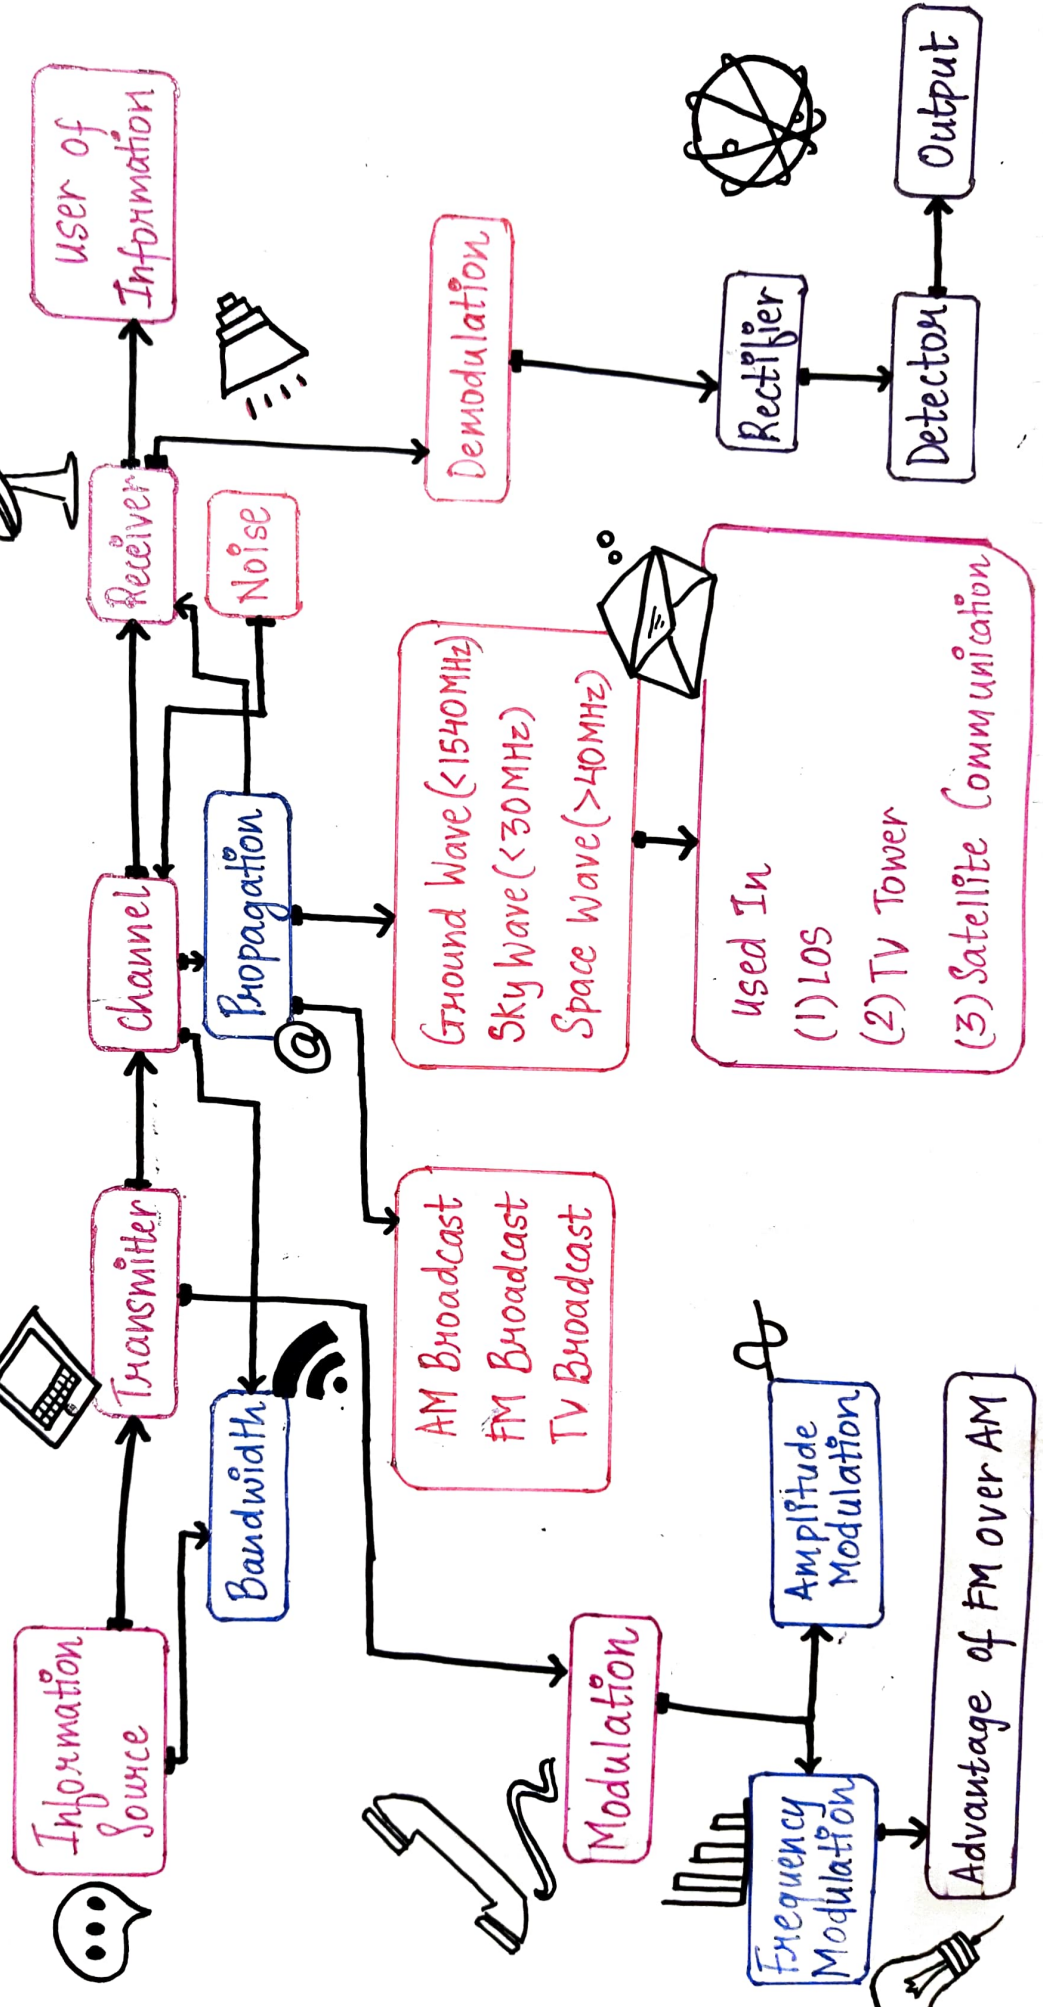 Information
Source
Transmitter
Channel
Receiver
User of
Information
Bandwidth
Propagation
@
Noise
AM Broadcast
FM Broadcast
TV Broadcast
Ground Wave(<1540MHz)
Sky Wave(<30MHz)
Space Wave(>40MHz)
Demodulation
Modulation
Used In
(1)LOS
(2)TV Tower
(3)Satellite Communication
Rectifier
Frequency
Modulation
Amplitude
Modulation
Detector
Output
Advantage of FM over AM